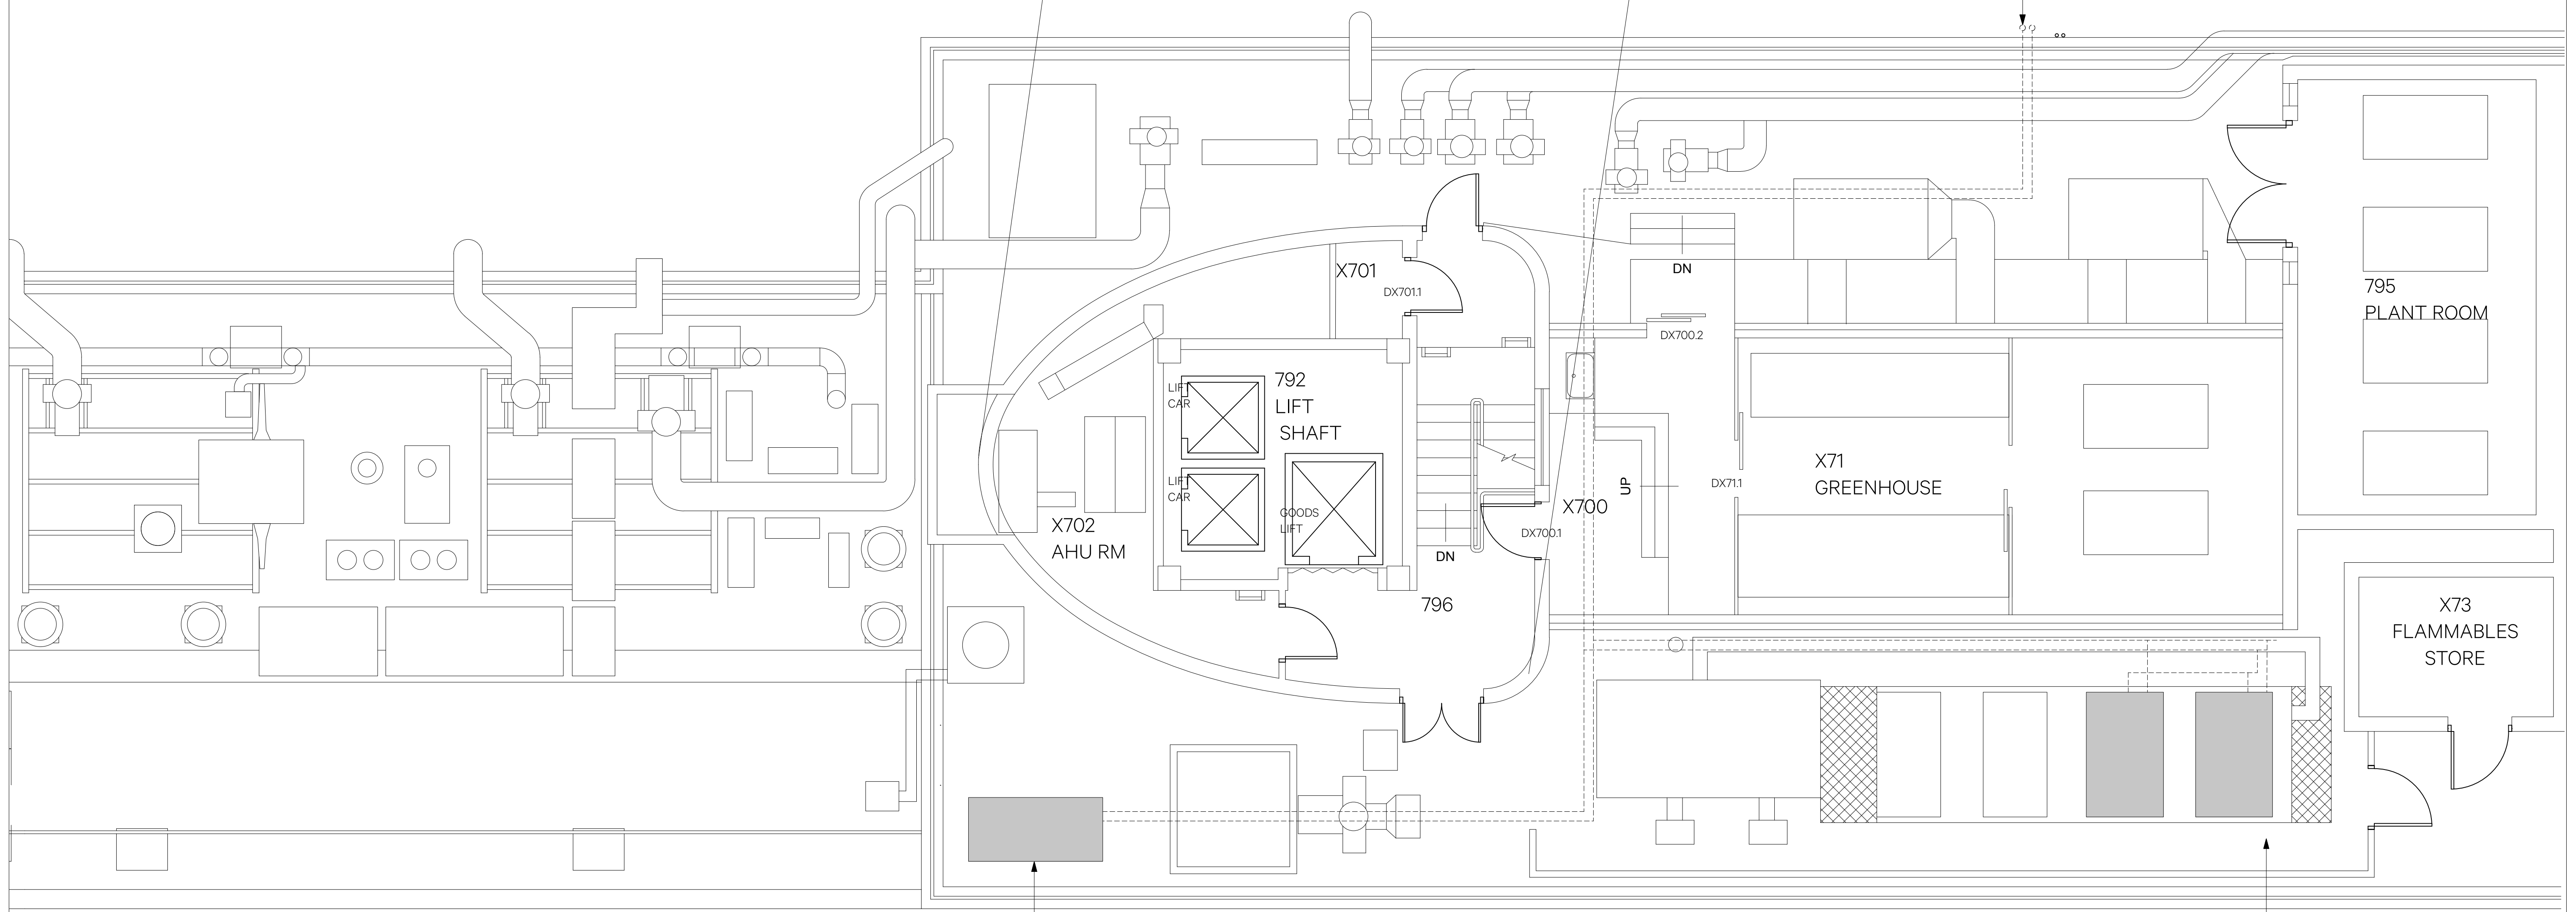 X701
DX701.1
DN
DX700.2
795
PLANT ROOM
LIFT
CAR
792
LIFT
SHAFT
LIFT
CAR
GOODS
LIFT
X702
AHU RM
DN
X700
DX700.1
UP
DX71.1
X71
GREENHOUSE
796
X73
FLAMMABLES
STORE